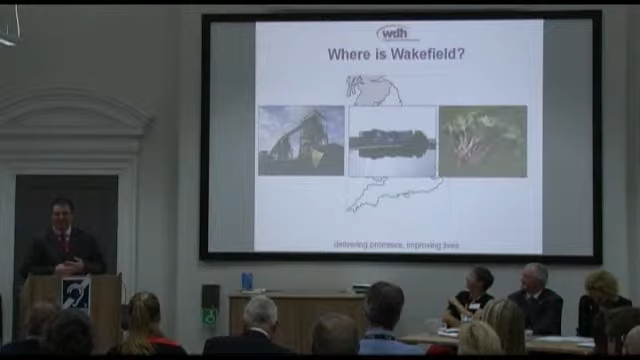 wdh
Where is Wakefield?
delivering promises, improving lives